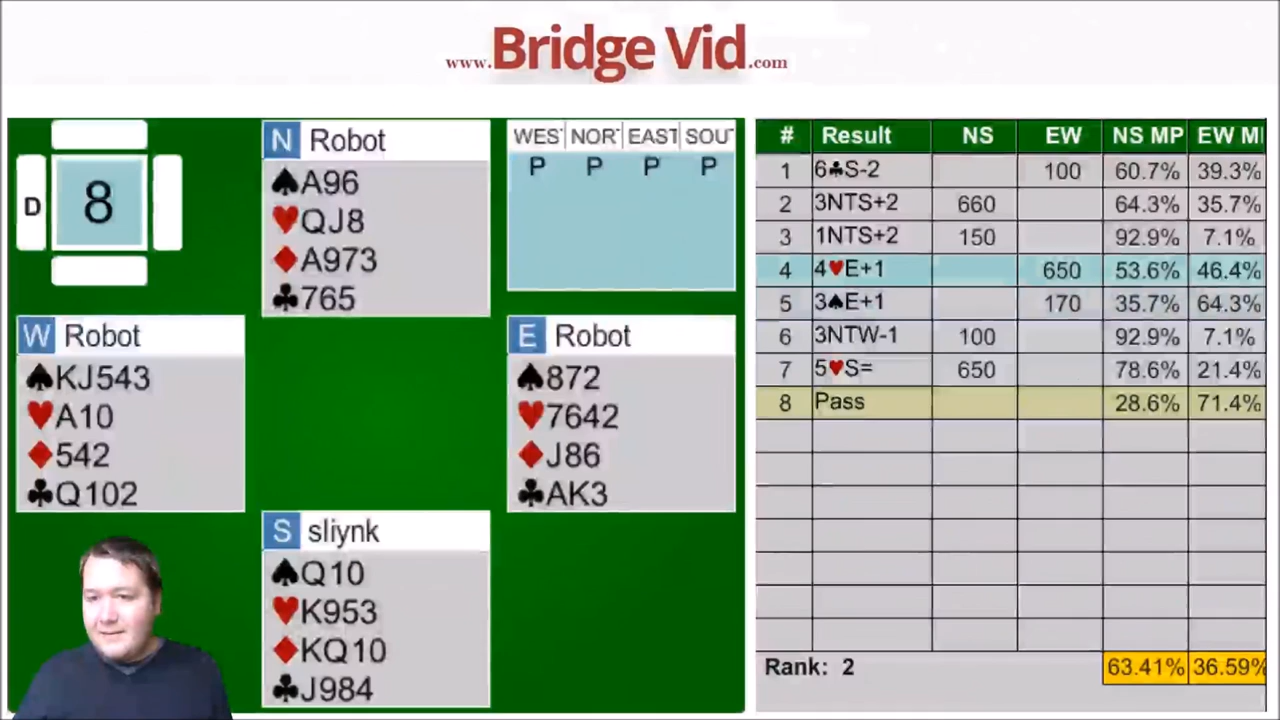 www.Bridge Vid.com
D
8
N Robot
♠A96
♥QJ8
♦A973
♣765
WES NOR EAST SOU
P P P P
W Robot
♠KJ543
♥A10
♦542
♣Q102
E Robot
♠872
♥7642
♦J86
♣AK3
S sliynk
♠Q10
♥K953
♦KQ10
♣J984
# Result NS EW NS MP EW M
1 6♣S-2 100 60.7% 39.3%
2 3NTS+2 660 64.3% 35.7%
3 1NTS+2 150 92.9% 7.1%
4 4♥E+1 650 53.6% 46.4%
5 3♠E+1 170 35.7% 64.3%
6 3NTW-1 100 92.9% 7.1%
7 5♥S= 650 78.6% 21.4%
8 Pass 28.6% 71.4%
Rank: 2 63.41% 36.59%